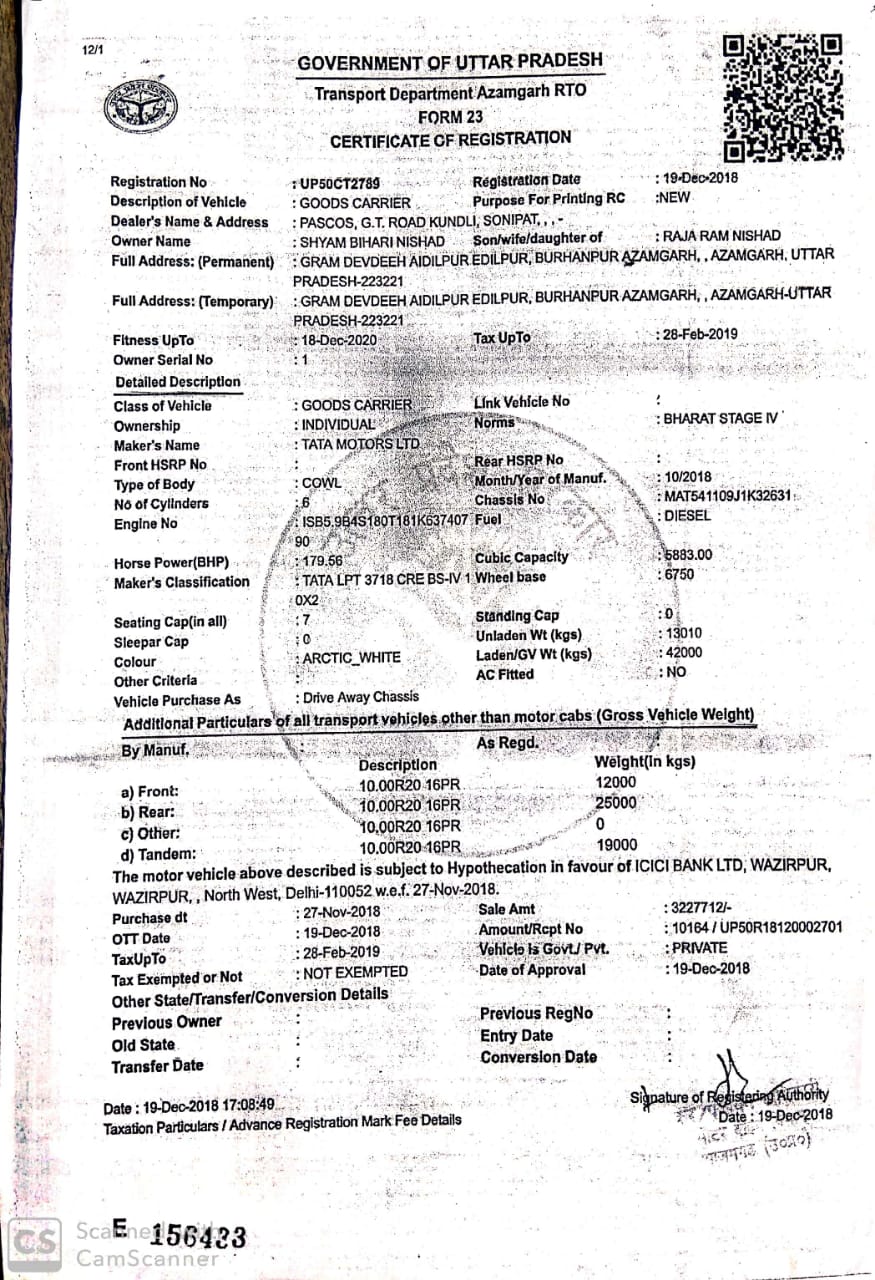 12/1
GOVERNMENT OF UTTAR PRADESH
Transport Department Azamgarh RTO
FORM 23
CERTIFICATE OF REGISTRATION
Registration No : UP50CT2789 Registration Date : 19-Dec-2018
Description of Vehicle : GOODS CARRIER Purpose For Printing RC :NEW
Dealer's Name & Address : PASCOS, G.T. ROAD KUNDLI, SONIPAT, , , -
Owner Name : SHYAM BIHARI NISHAD Son/wife/daughter of : RAJA RAM NISHAD
Full Address: (Permanent) : GRAM DEVDEEH AIDILPUR EDILPUR, BURHANPUR AZAMGARH, , AZAMGARH, UTTAR
PRADESH-223221
Full Address: (Temporary) : GRAM DEVDEEH AIDILPUR EDILPUR, BURHANPUR AZAMGARH, , AZAMGARH-UTTAR
PRADESH-223221
Fitness UpTo : 18-Dec-2020 Tax UpTo : 28-Feb-2019
Owner Serial No : 1
Detailed Description
Class of Vehicle : GOODS CARRIER Link Vehicle No :
Ownership : INDIVIDUAL Norms : BHARAT STAGE IV
Maker's Name : TATA MOTORS LTD
Front HSRP No : Rear HSRP No :
Type of Body : COWL Month/Year of Manuf. : 10/2018
No of Cylinders : 6 Chassis No : MAT541109J1K32631
Engine No : ISB5.9B4S180T181K637407 Fuel : DIESEL
90
Horse Power(BHP) : 179.56 Cubic Capacity : 5883.00
Maker's Classification : TATA LPT 3718 CRE BS-IV 1 Wheel base : 6750
0X2
Seating Cap(in all) : 7 Standing Cap : 0
Sleepar Cap : 0 Unladen Wt (kgs) : 13010
Colour : ARCTIC_WHITE Laden/GV Wt (kgs) : 42000
Other Criteria : AC Fitted : NO
Vehicle Purchase As : Drive Away Chassis
Additional Particulars of all transport vehicles other than motor cabs (Gross Vehicle Weight)
By Manuf. : As Regd. :
Description Weight(in kgs)
a) Front: 10.00R20 16PR 12000
b) Rear: 10.00R20 16PR 25000
c) Other: 10.00R20 16PR 0
d) Tandem: 10.00R20 16PR 19000
The motor vehicle above described is subject to Hypothecation in favour of ICICI BANK LTD, WAZIRPUR,
WAZIRPUR, , North West, Delhi-110052 w.e.f. 27-Nov-2018.
Purchase dt : 27-Nov-2018 Sale Amt : 3227712/-
OTT Date : 19-Dec-2018 Amount/Rcpt No : 10164 / UP50R18120002701
TaxUpTo : 28-Feb-2019 Vehicle is Govt./ Pvt. : PRIVATE
Tax Exempted or Not : NOT EXEMPTED Date of Approval : 19-Dec-2018
Other State/Transfer/Conversion Details
Previous Owner : Previous RegNo :
Old State : Entry Date :
Transfer Date : Conversion Date :
Signature of Registering Authority
Date : 19-Dec-2018 17:08:49 Date : 19-Dec-2018
Taxation Particulars / Advance Registration Mark Fee Details
आजमगढ़ (उ०प्र०)
E 156433
CS Scanned with
CamScanner